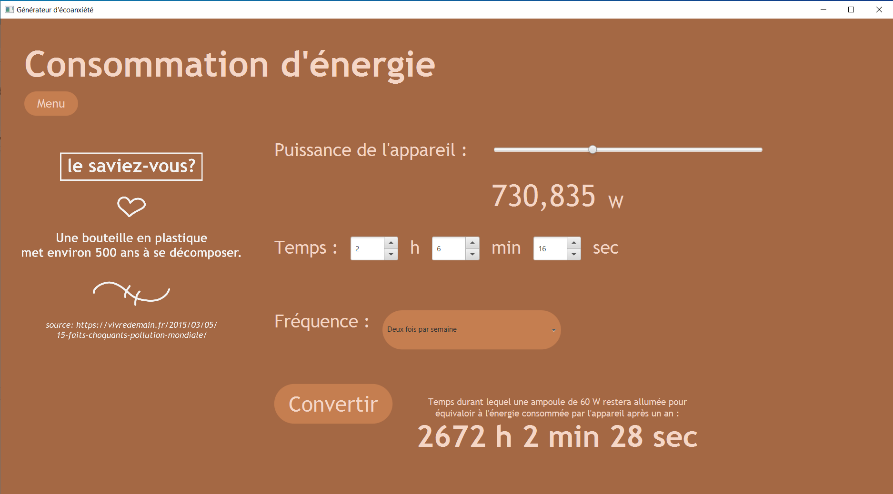 Générateur d'écoanxiété
Consommation d'énergie
Menu
le saviez-vous?
Une bouteille en plastique
met environ 500 ans à se décomposer.
source: https://vivredemain.fr/2015/03/05/
15-faits-choquants-pollution-mondiale/
Puissance de l'appareil :
730,835 W
Temps : 2 h 6 min 16 sec
Fréquence : Deux fois par semaine
Convertir
Temps durant lequel une ampoule de 60 W restera allumée pour
équivaloir à l'énergie consommée par l'appareil après un an :
2672 h 2 min 28 sec